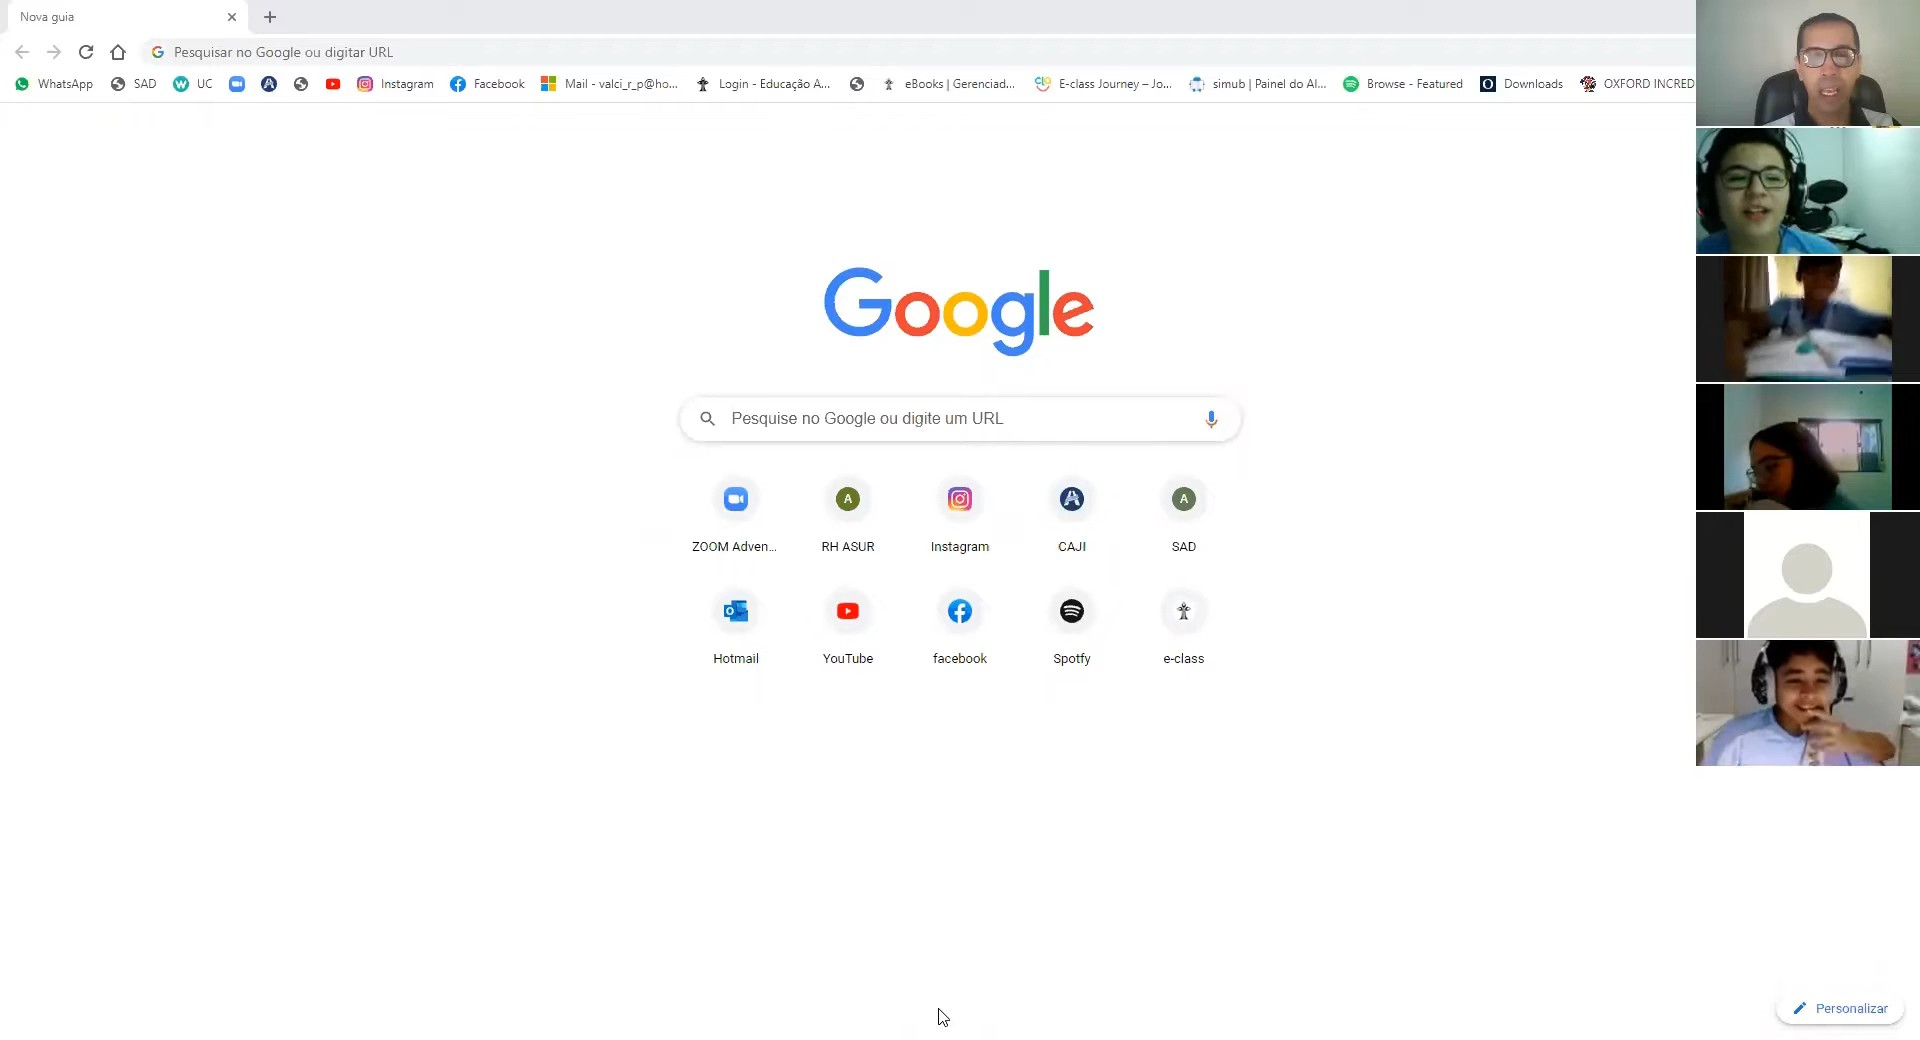 Nova guia
Pesquisar no Google ou digitar URL
WhatsApp SAD UC Instagram Facebook Mail - valci_r_p@ho... Login - Educação A... eBooks | Gerenciad... E-class Journey – Jo... simub | Painel do Al... Browse - Featured Downloads OXFORD INCRED
Google
Pesquise no Google ou digite um URL
ZOOM Adven... RH ASUR Instagram CAJI SAD
Hotmail YouTube facebook Spotfy e-class
Personalizar